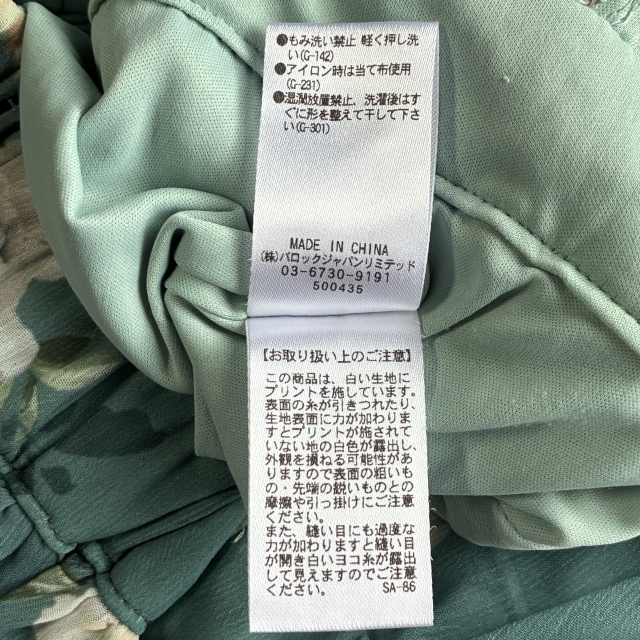 ●もみ洗い禁止 軽く押し洗
い(G-142)
●アイロン時は当て布使用
(G-231)
●湿潤放置禁止、洗濯後はす
ぐに形を整えて干して下さ
い(G-301)
MADE IN CHINA
(株)バロックジャパンリミテッド
03-6730-9191
500435
【お取り扱い上のご注意】
この商品は、白い生地に
プリントを施しています。
表面の糸が引きつれたり、
生地表面に力が加わりま
すとプリントが施されて
いない地の白色が露出し、
外観を損ねる可能性があ
りますので表面の粗いも
の・先端の鋭いものとの
摩擦や引っ掛けにご注意
ください。
また、縫い目にも過度な
力が加わりますと縫い目が
開き白いヨコ糸が露出
して見えますのでご注意
ください。 SA-86